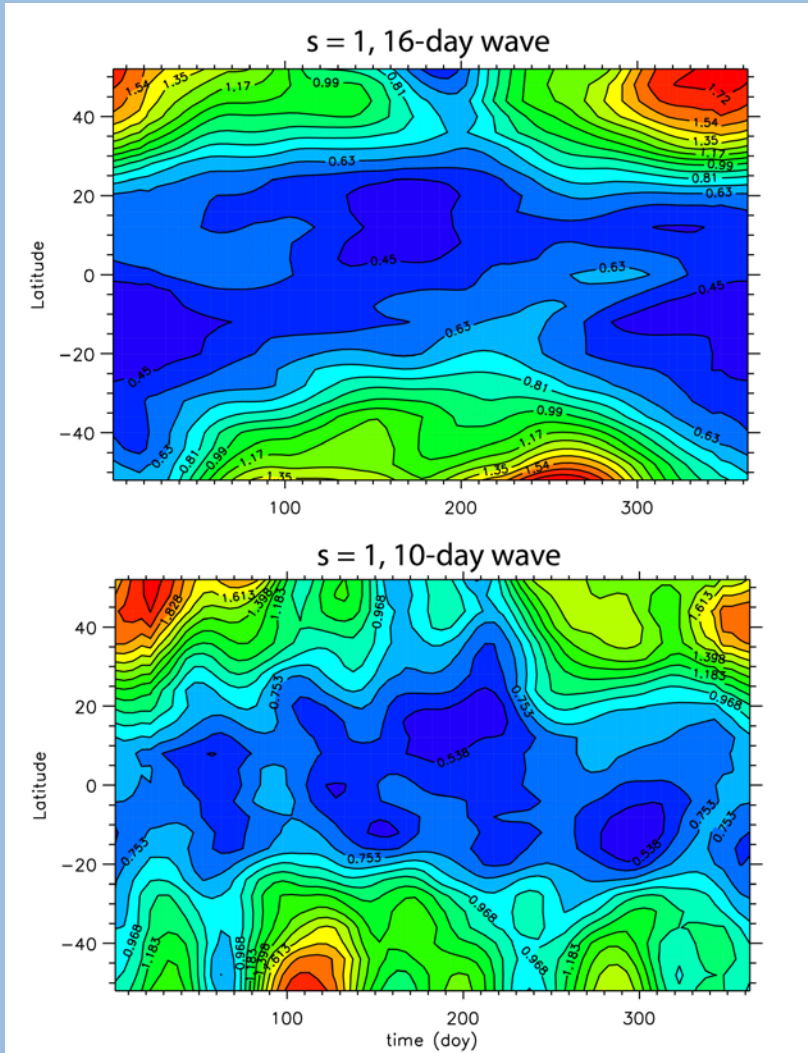 s = 1, 16-day wave
1.54 1.35 1.17 0.99 0.81 1.72
1.54
1.35
1.17
0.99
0.63 0.81
0.63
0.45 0.63 0.45
0.63
0.45 0.81
0.99
0.63 0.81 0.99 1.17 1.17 0.63
1.35 1.35 1.54
40
20
0
−20
−40
Latitude
100 200 300
s = 1, 10-day wave
1.828 1.613 1.398 1.183 0.968 1.613
1.398
1.183
0.753 0.753 0.968
0.538
0.753 0.753 0.753 0.753
0.538
0.968 0.968
1.183 0.968 1.183 1.398 1.613 0.968 1.183
40
20
0
−20
−40
Latitude
100 200 300
time (doy)